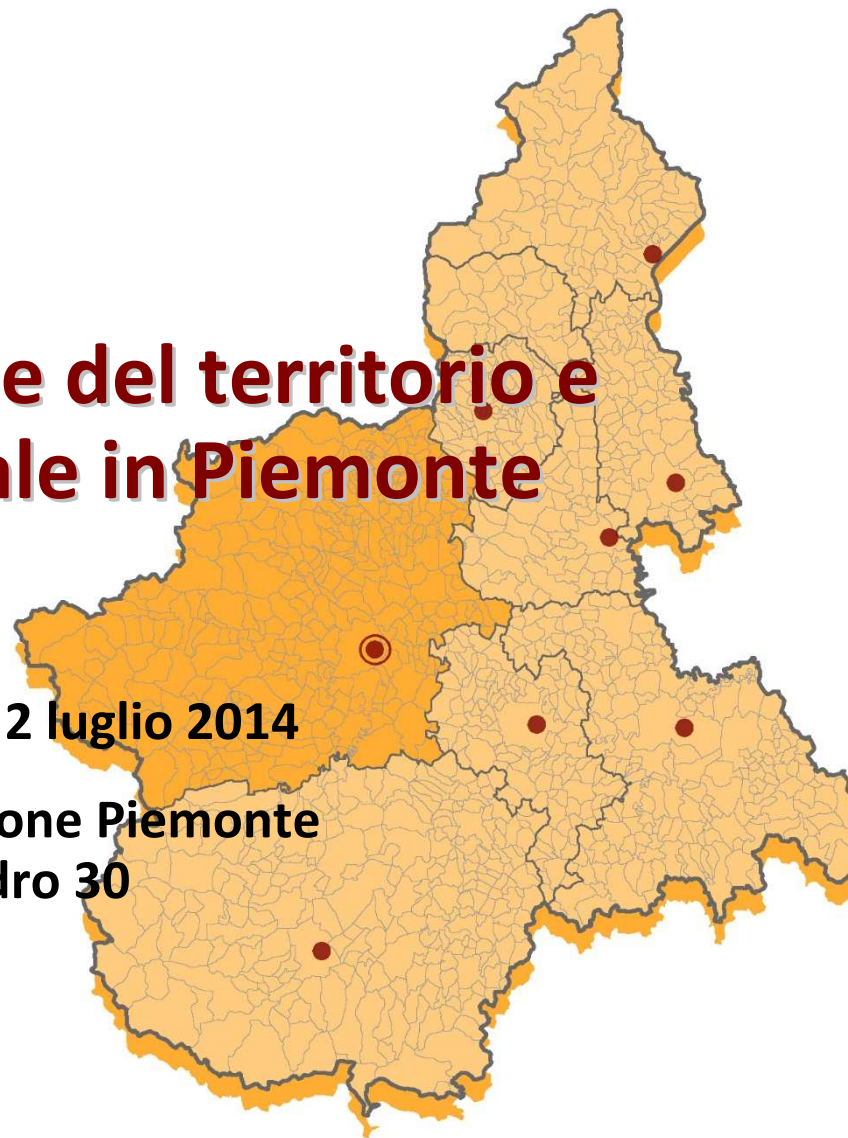 e del territorio e
ale in Piemonte
2 luglio 2014
one Piemonte
dro 30